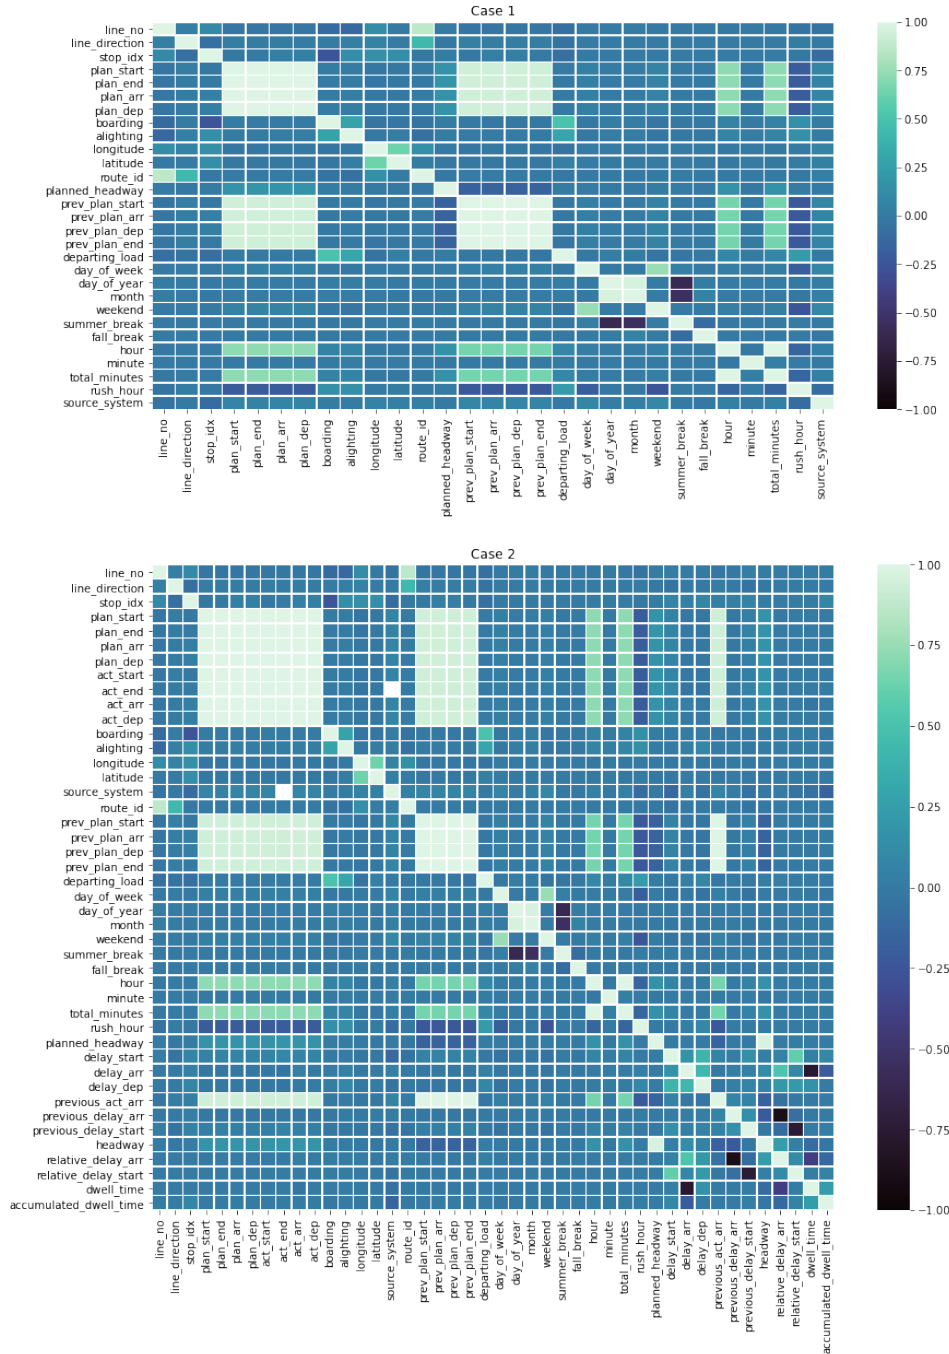 Case 1
line_no
line_direction
stop_idx
plan_start
plan_end
plan_arr
plan_dep
boarding
alighting
longitude
latitude
route_id
planned_headway
prev_plan_start
prev_plan_arr
prev_plan_dep
prev_plan_end
departing_load
day_of_week
day_of_year
month
weekend
summer_break
fall_break
hour
minute
total_minutes
rush_hour
source_system
line_no
line_direction
stop_idx
plan_start
plan_end
plan_arr
plan_dep
boarding
alighting
longitude
latitude
route_id
planned_headway
prev_plan_start
prev_plan_arr
prev_plan_dep
prev_plan_end
departing_load
day_of_week
day_of_year
month
weekend
summer_break
fall_break
hour
minute
total_minutes
rush_hour
source_system
1.00
0.75
0.50
0.25
0.00
−0.25
−0.50
−0.75
−1.00
Case 2
line_no
line_direction
stop_idx
plan_start
plan_end
plan_arr
plan_dep
act_start
act_end
act_arr
act_dep
boarding
alighting
longitude
latitude
source_system
route_id
prev_plan_start
prev_plan_arr
prev_plan_dep
prev_plan_end
departing_load
day_of_week
day_of_year
month
weekend
summer_break
fall_break
hour
minute
total_minutes
rush_hour
planned_headway
delay_start
delay_arr
delay_dep
previous_act_arr
previous_delay_arr
previous_delay_start
headway
relative_delay_arr
relative_delay_start
dwell_time
accumulated_dwell_time
line_no
line_direction
stop_idx
plan_start
plan_end
plan_arr
plan_dep
act_start
act_end
act_arr
act_dep
boarding
alighting
longitude
latitude
source_system
route_id
prev_plan_start
prev_plan_arr
prev_plan_dep
prev_plan_end
departing_load
day_of_week
day_of_year
month
weekend
summer_break
fall_break
hour
minute
total_minutes
rush_hour
planned_headway
delay_start
delay_arr
delay_dep
previous_act_arr
previous_delay_arr
previous_delay_start
headway
relative_delay_arr
relative_delay_start
dwell_time
accumulated_dwell_time
1.00
0.75
0.50
0.25
0.00
−0.25
−0.50
−0.75
−1.00